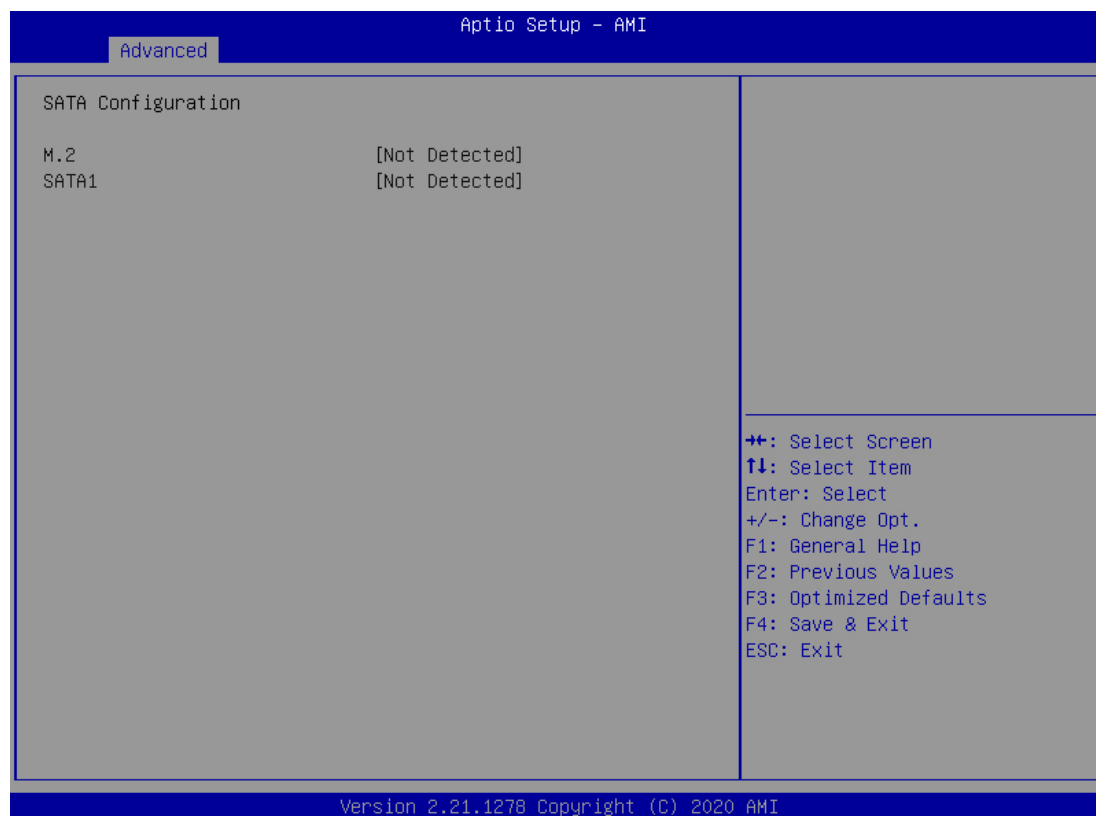 Aptio Setup – AMI
Advanced
SATA Configuration
M.2 [Not Detected]
SATA1 [Not Detected]
→←: Select Screen
↑↓: Select Item
Enter: Select
+/-: Change Opt.
F1: General Help
F2: Previous Values
F3: Optimized Defaults
F4: Save & Exit
ESC: Exit
Version 2.21.1278 Copyright (C) 2020 AMI